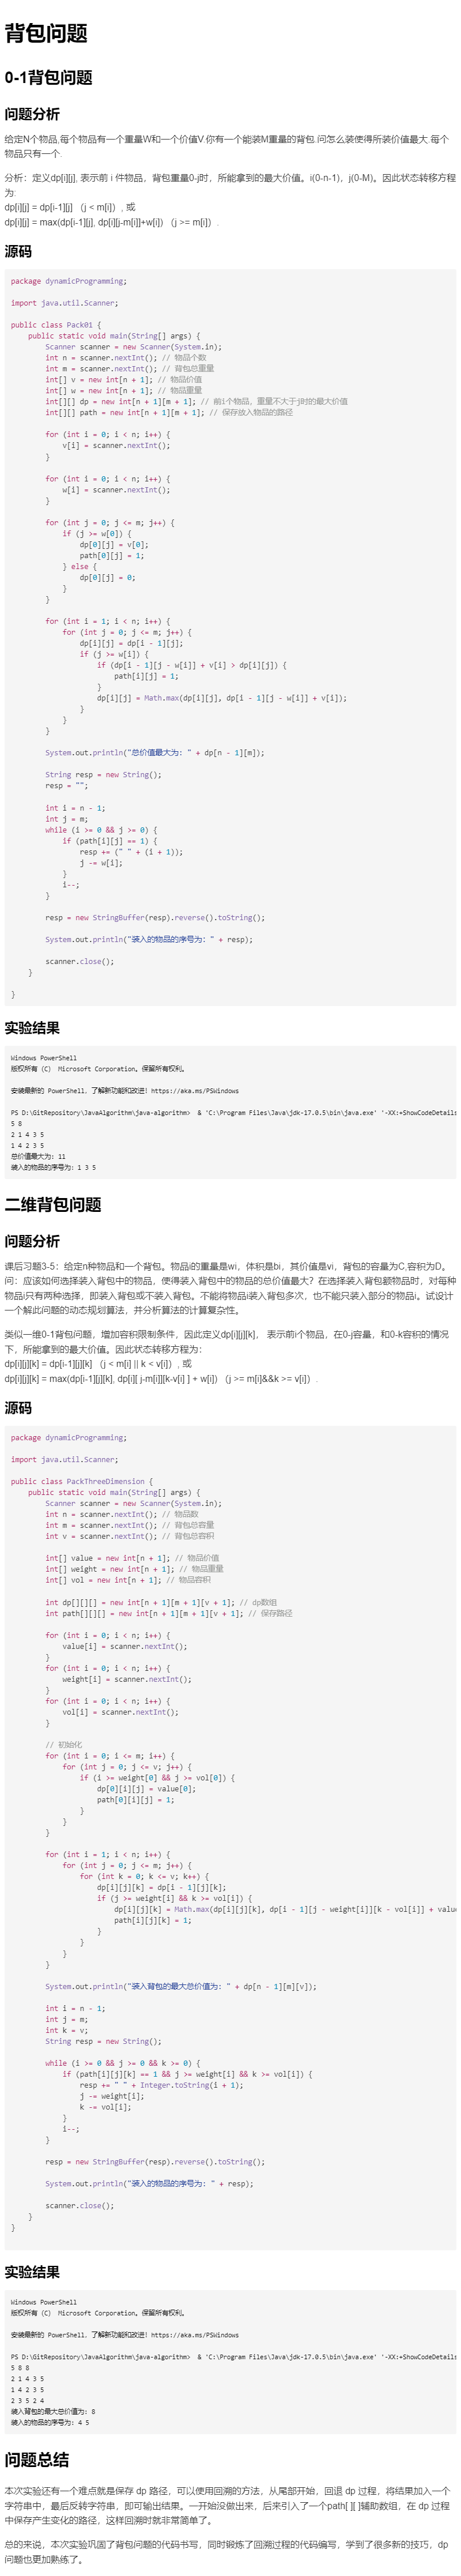 背包问题
0-1背包问题
问题分析
给定N个物品,每个物品有一个重量W和一个价值V.你有一个能装M重量的背包.问怎么装使得所装价值最大.每个
物品只有一个.
分析：定义dp[i][j], 表示前 i 件物品，背包重量0-j时，所能拿到的最大价值。i(0-n-1)，j(0-M)。因此状态转移方程
为:
dp[i][j] = dp[i-1][j] （j < m[i]）, 或
dp[i][j] = max(dp[i-1][j], dp[i][j-m[i]]+w[i]) （j >= m[i]）.
源码
package dynamicProgramming;
import java.util.Scanner;
public class Pack01 {
public static void main(String[] args) {
Scanner scanner = new Scanner(System.in);
int n = scanner.nextInt(); // 物品个数
int m = scanner.nextInt(); // 背包总重量
int[] v = new int[n + 1]; // 物品价值
int[] w = new int[n + 1]; // 物品重量
int[][] dp = new int[n + 1][m + 1]; // 前i个物品，重量不大于j时的最大价值
int[][] path = new int[n + 1][m + 1]; // 保存放入物品的路径
for (int i = 0; i < n; i++) {
v[i] = scanner.nextInt();
}
for (int i = 0; i < n; i++) {
w[i] = scanner.nextInt();
}
for (int j = 0; j <= m; j++) {
if (j >= w[0]) {
dp[0][j] = v[0];
path[0][j] = 1;
} else {
dp[0][j] = 0;
}
}
for (int i = 1; i < n; i++) {
for (int j = 0; j <= m; j++) {
dp[i][j] = dp[i - 1][j];
if (j >= w[i]) {
if (dp[i - 1][j - w[i]] + v[i] > dp[i][j]) {
path[i][j] = 1;
}
dp[i][j] = Math.max(dp[i][j], dp[i - 1][j - w[i]] + v[i]);
}
}
}
System.out.println("总价值最大为: " + dp[n - 1][m]);
String resp = new String();
resp = "";
int i = n - 1;
int j = m;
while (i >= 0 && j >= 0) {
if (path[i][j] == 1) {
resp += (" " + (i + 1));
j -= w[i];
}
i--;
}
resp = new StringBuffer(resp).reverse().toString();
System.out.println("装入的物品的序号为: " + resp);
scanner.close();
}
}
实验结果
Windows PowerShell
版权所有 (C) Microsoft Corporation。保留所有权利。
安装最新的 PowerShell，了解新功能和改进！https://aka.ms/PSWindows
PS D:\GitRepository\JavaAlgorithm\java-algorithm> & 'C:\Program Files\Java\jdk-17.0.5\bin\java.exe' '-XX:+ShowCodeDetails
5 8
2 1 4 3 5
1 4 2 3 5
总价值最大为: 11
装入的物品的序号为: 1 3 5
二维背包问题
问题分析
课后习题3-5：给定n种物品和一个背包。物品i的重量是wi，体积是bi，其价值是vi，背包的容量为C,容积为D。
问：应该如何选择装入背包中的物品，使得装入背包中的物品的总价值最大？在选择装入背包额物品时，对每种
物品i只有两种选择，即装入背包或不装入背包。不能将物品i装入背包多次，也不能只装入部分的物品i。试设计
一个解此问题的动态规划算法，并分析算法的计算复杂性。
类似一维0-1背包问题，增加容积限制条件，因此定义dp[i][j][k]， 表示前i个物品，在0-j容量，和0-k容积的情况
下，所能拿到的最大价值。因此状态转移方程为：
dp[i][j][k] = dp[i-1][j][k] （j < m[i] || k < v[i]）, 或
dp[i][j][k] = max(dp[i-1][j][k], dp[i][ j-m[i]][k-v[i] ] + w[i]) （j >= m[i]&&k >= v[i]）.
源码
package dynamicProgramming;
import java.util.Scanner;
public class PackThreeDimension {
public static void main(String[] args) {
Scanner scanner = new Scanner(System.in);
int n = scanner.nextInt(); // 物品数
int m = scanner.nextInt(); // 背包总容量
int v = scanner.nextInt(); // 背包总容积
int[] value = new int[n + 1]; // 物品价值
int[] weight = new int[n + 1]; // 物品重量
int[] vol = new int[n + 1]; // 物品容积
int dp[][][] = new int[n + 1][m + 1][v + 1]; // dp数组
int path[][][] = new int[n + 1][m + 1][v + 1]; // 保存路径
for (int i = 0; i < n; i++) {
value[i] = scanner.nextInt();
}
for (int i = 0; i < n; i++) {
weight[i] = scanner.nextInt();
}
for (int i = 0; i < n; i++) {
vol[i] = scanner.nextInt();
}
// 初始化
for (int i = 0; i <= m; i++) {
for (int j = 0; j <= v; j++) {
if (i >= weight[0] && j >= vol[0]) {
dp[0][i][j] = value[0];
path[0][i][j] = 1;
}
}
}
for (int i = 1; i < n; i++) {
for (int j = 0; j <= m; j++) {
for (int k = 0; k <= v; k++) {
dp[i][j][k] = dp[i - 1][j][k];
if (j >= weight[i] && k >= vol[i]) {
dp[i][j][k] = Math.max(dp[i][j][k], dp[i - 1][j - weight[i]][k - vol[i]] + value
path[i][j][k] = 1;
}
}
}
}
System.out.println("装入背包的最大总价值为: " + dp[n - 1][m][v]);
int i = n - 1;
int j = m;
int k = v;
String resp = new String();
while (i >= 0 && j >= 0 && k >= 0) {
if (path[i][j][k] == 1 && j >= weight[i] && k >= vol[i]) {
resp += " " + Integer.toString(i + 1);
j -= weight[i];
k -= vol[i];
}
i--;
}
resp = new StringBuffer(resp).reverse().toString();
System.out.println("装入的物品的序号为: " + resp);
scanner.close();
}
}
实验结果
Windows PowerShell
版权所有 (C) Microsoft Corporation。保留所有权利。
安装最新的 PowerShell，了解新功能和改进！https://aka.ms/PSWindows
PS D:\GitRepository\JavaAlgorithm\java-algorithm> & 'C:\Program Files\Java\jdk-17.0.5\bin\java.exe' '-XX:+ShowCodeDetails
5 8 8
2 1 4 3 5
1 4 2 3 5
2 3 5 2 4
装入背包的最大总价值为: 8
装入的物品的序号为: 4 5
问题总结
本次实验还有一个难点就是保存 dp 路径，可以使用回溯的方法，从尾部开始，回退 dp 过程，将结果加入一个
字符串中，最后反转字符串，即可输出结果。一开始没做出来，后来引入了一个path[ ][ ]辅助数组，在 dp 过程
中保存产生变化的路径，这样回溯时就非常简单了。
总的来说，本次实验巩固了背包问题的代码书写，同时锻炼了回溯过程的代码编写，学到了很多新的技巧，dp
问题也更加熟练了。